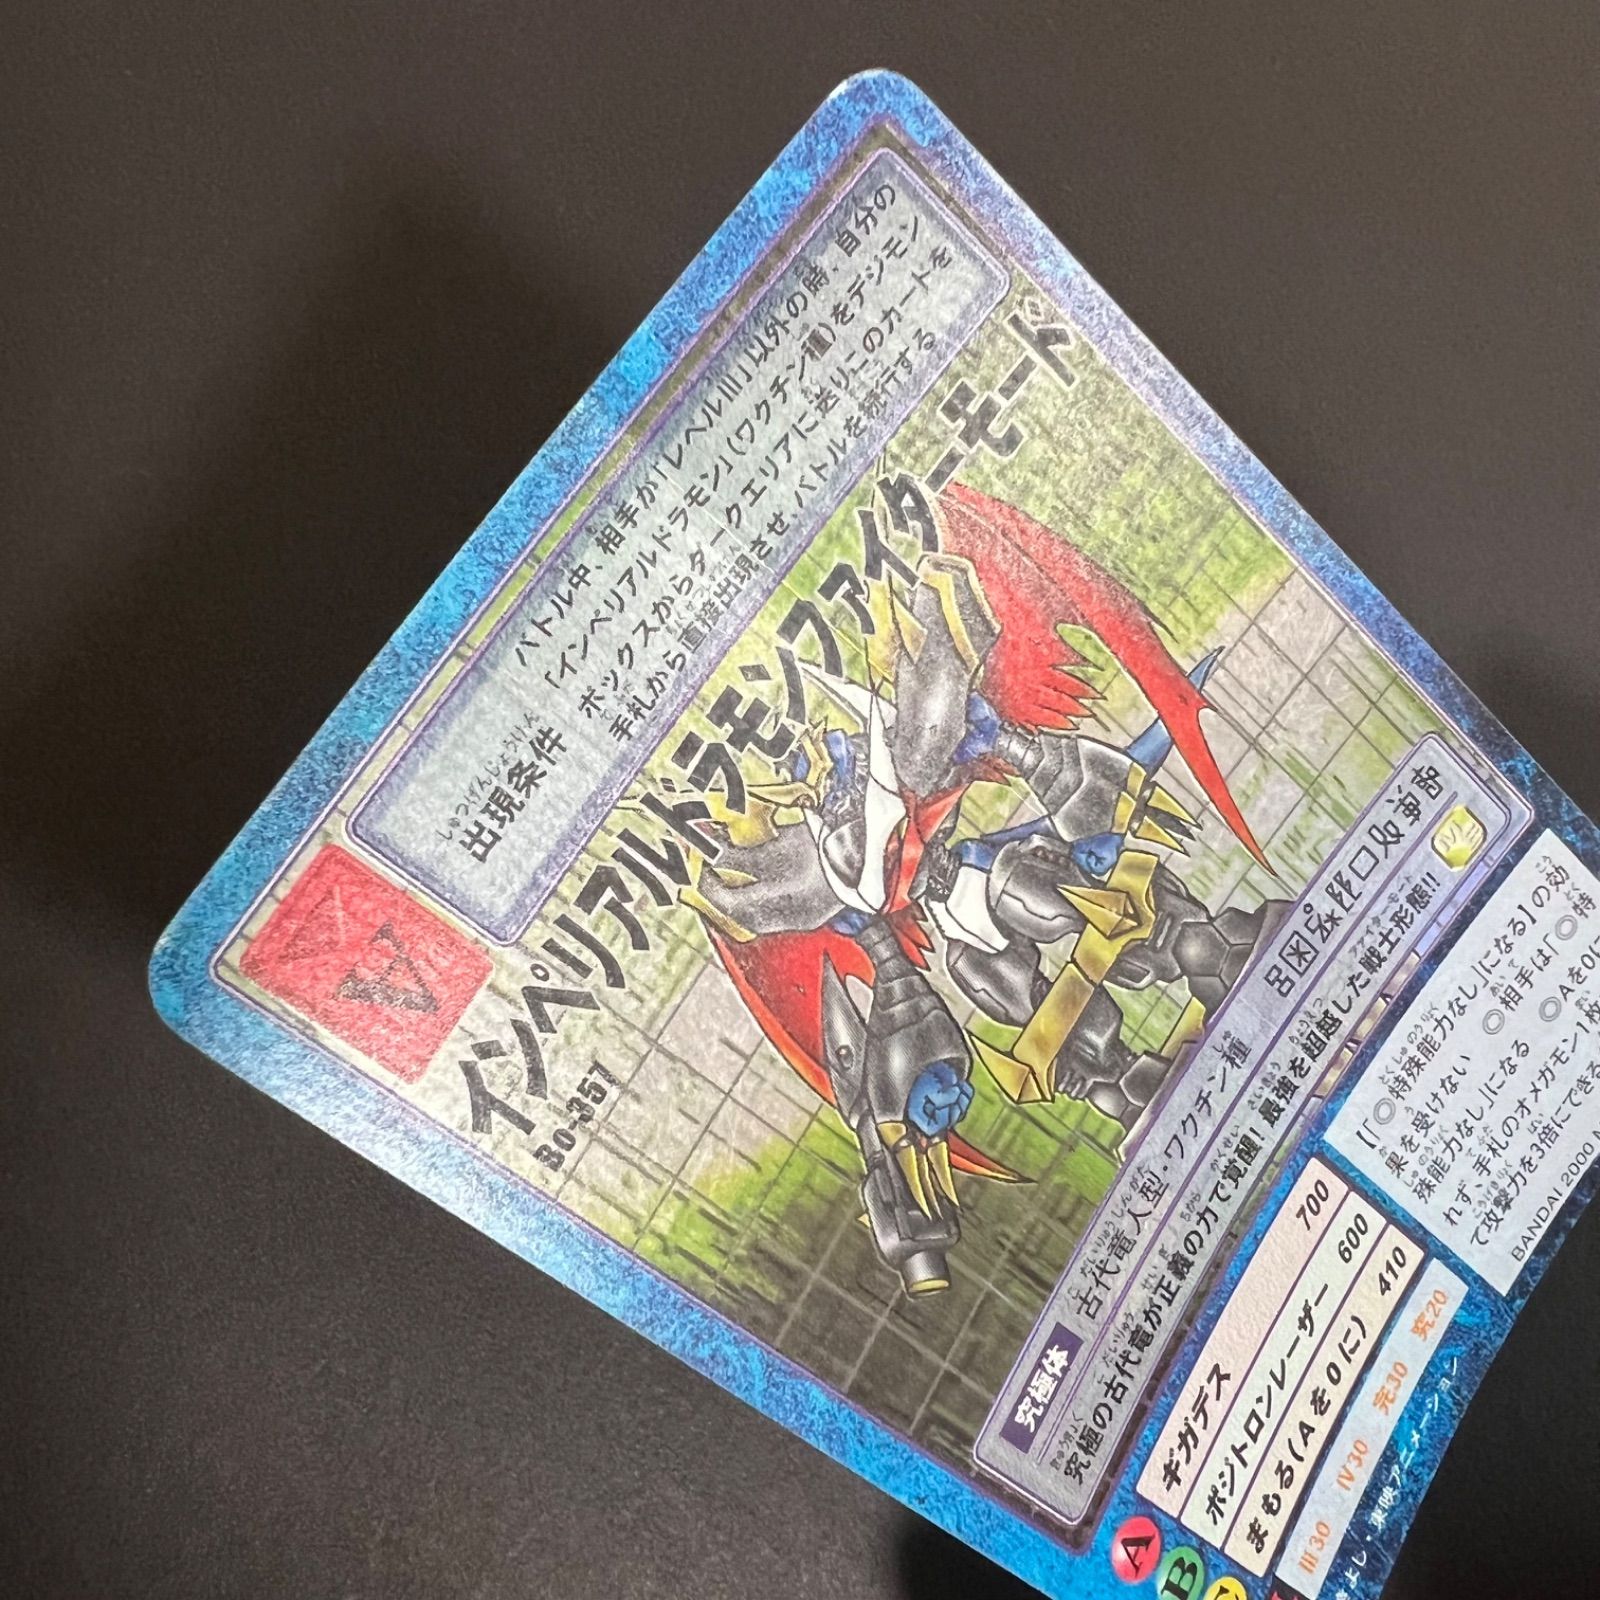 A
出現条件
しゅつげんじょうけん
バトル中、相手が「レベルIII」以外の時、自分の
「インペリアルドラモン」(ワクチン種)をデジモン
ボックスからダークエリアに送り、このカードを
手札から直接出現させ、バトルを続行する
インペリアルドラモンファイターモード
Bo-357
究極体
古代竜人型・ワクチン種
究極の古代竜が正義の力で覚醒! 最強を超越した戦士形態!!
A ギガデス 700
B ポジトロンレーザー 600
C まもる(Aを0に) 410
III30 IV30 完30 究20
【「◎特殊能力なし」になる】の効
果を受けない ◎相手は「◎特
殊能力なし」になる ◎Aを0に
れず、手札のオメガモン1枚
で攻撃力を3倍にできる
BANDAI 2000
きよし・東映アニメーション